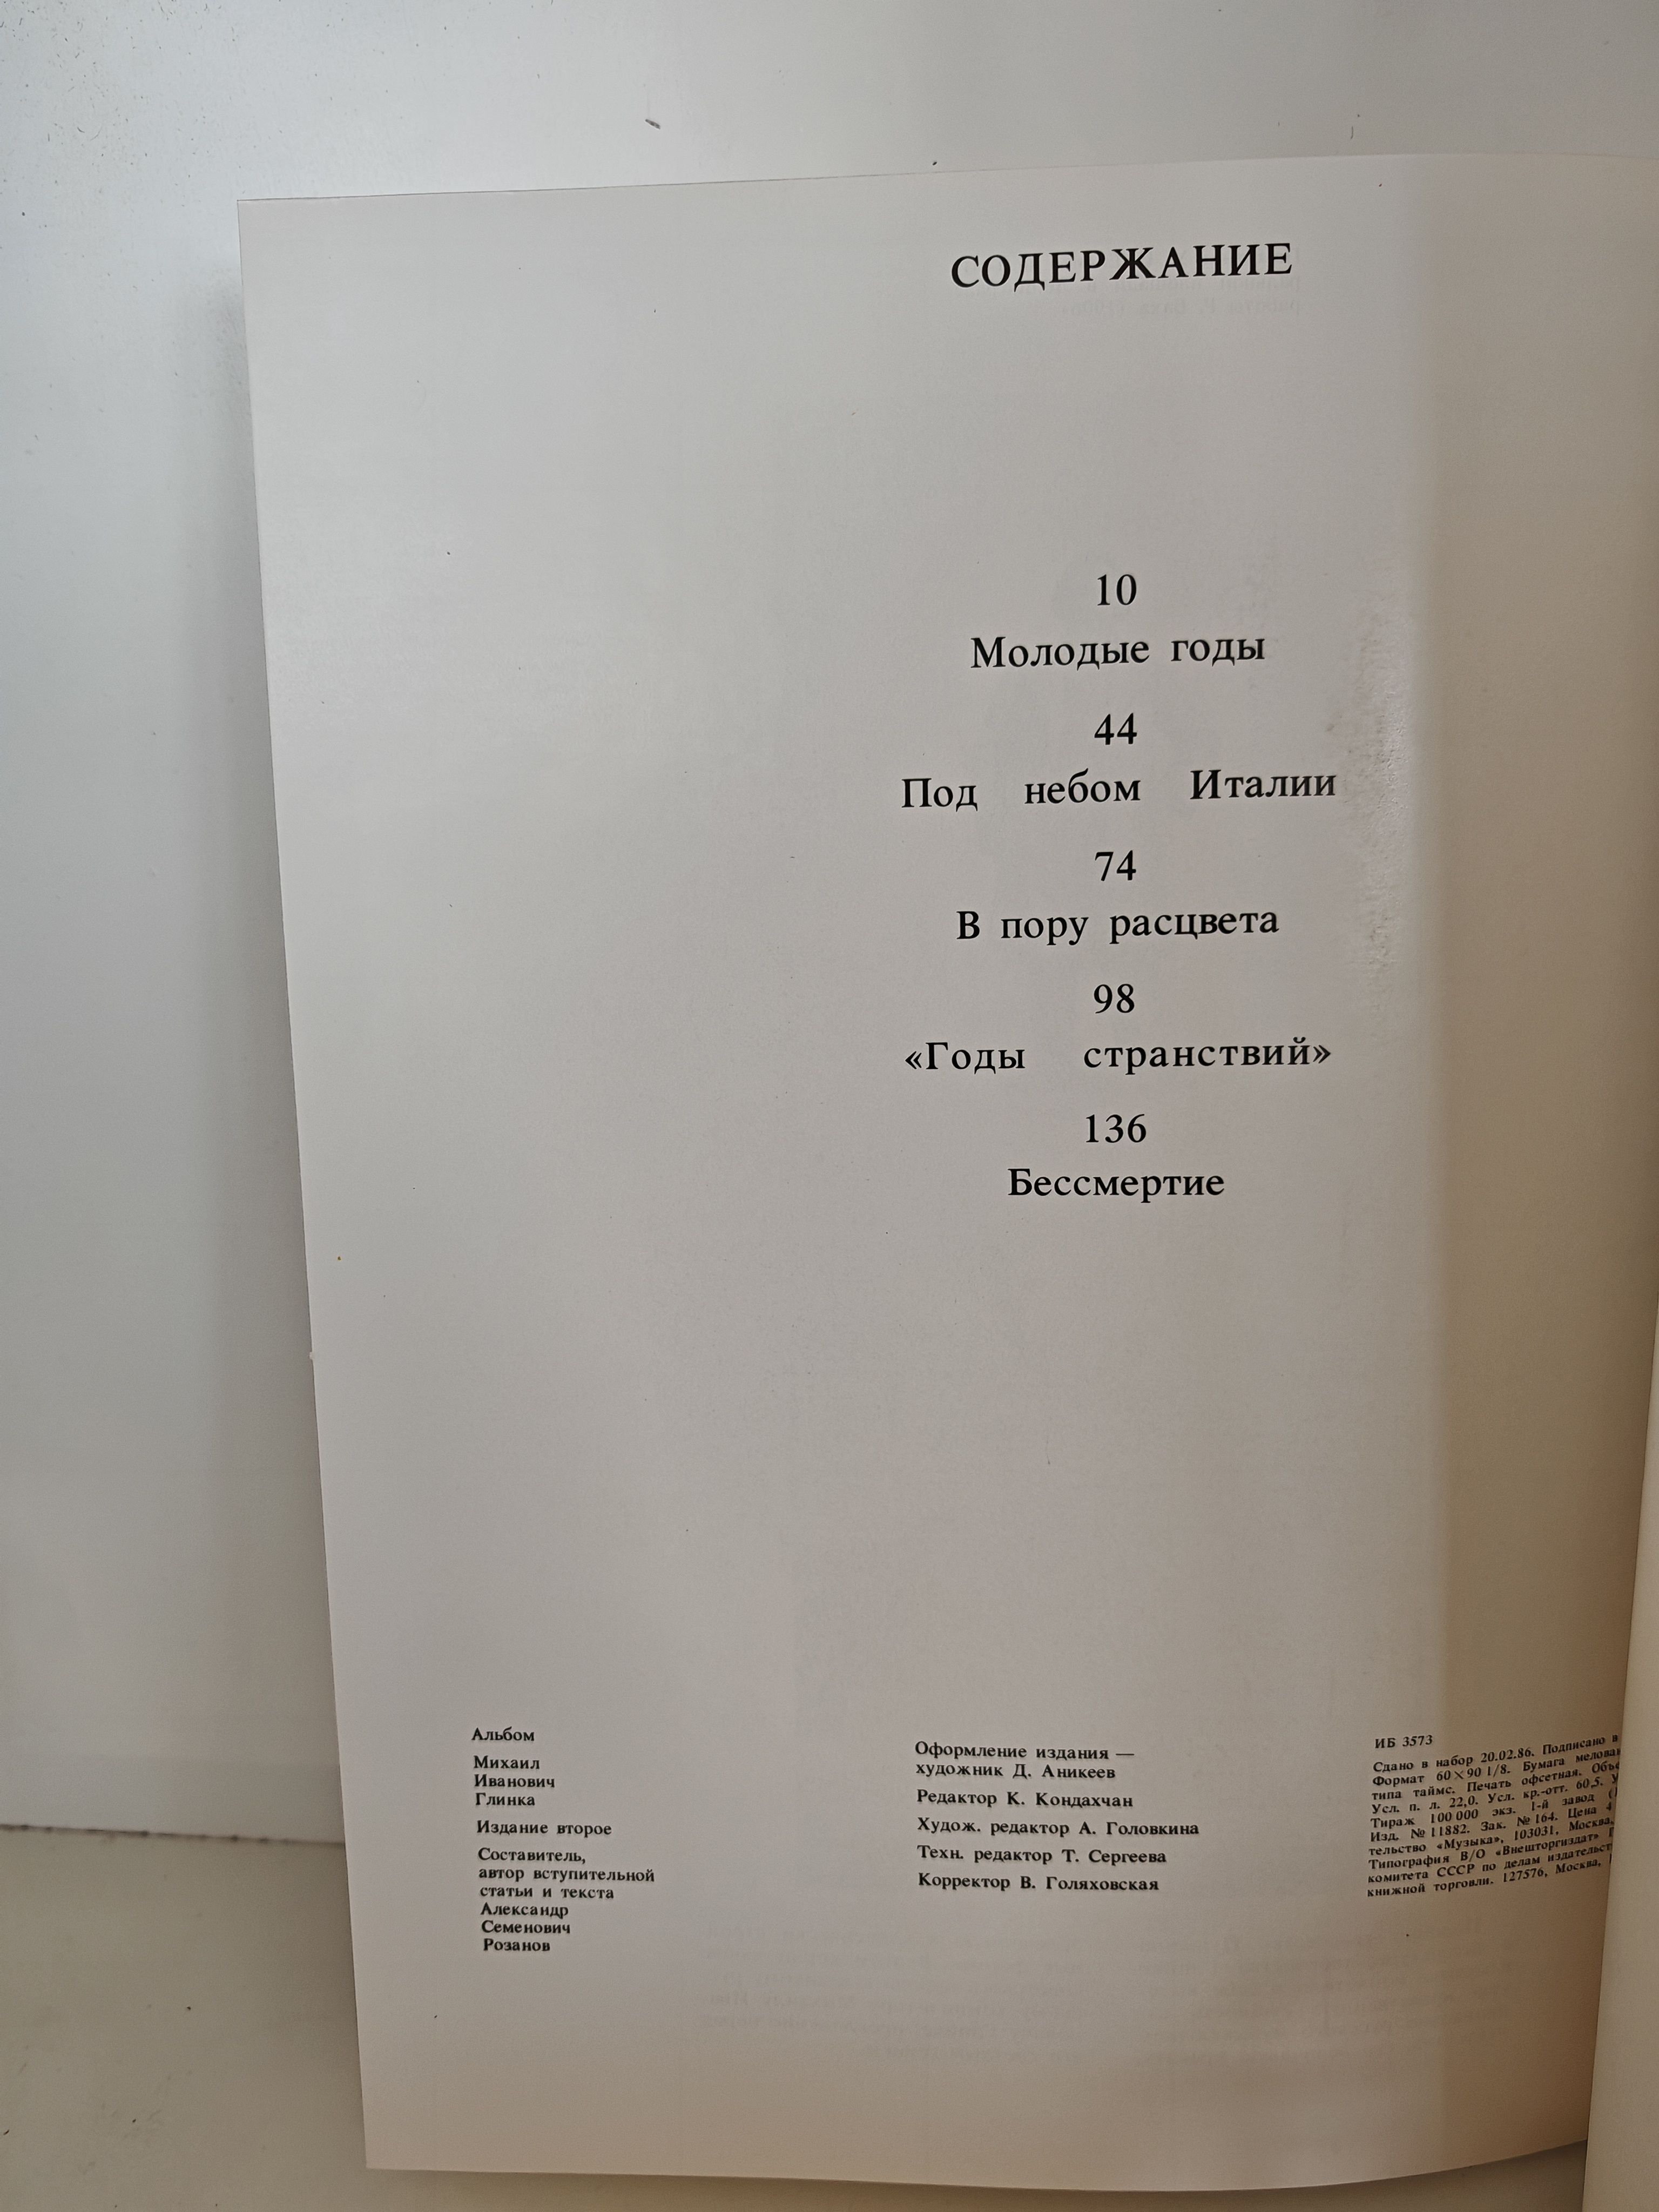 СОДЕРЖАНИЕ
10
Молодые годы
44
Под небом Италии
74
В пору расцвета
98
«Годы странствий»
136
Бессмертие
Альбом
Михаил
Иванович
Глинка
Издание второе
Составитель,
автор вступительной
статьи и текста
Александр
Семенович
Розанов
Оформление издания —
художник Д. Аникеев
Редактор К. Кондахчан
Худож. редактор А. Головкина
Техн. редактор Т. Сергеева
Корректор В. Голяховская
ИБ 3573
Сдано в набор 20.02.86. Подписано в
Формат 60×90 1/8. Бумага
типа таймс. Печать офсетная.
Усл. п. л. 22,0. Усл. кр.-отт. 60,5.
Тираж 100 000 экз. 1-й завод
Изд. № 11882. Зак. № 164. Цена 4
тельство «Музыка», 103031, Москва,
Типография В/О «Внешторгиздат»
комитета СССР по делам
книжной торговли. 127576, Москва,